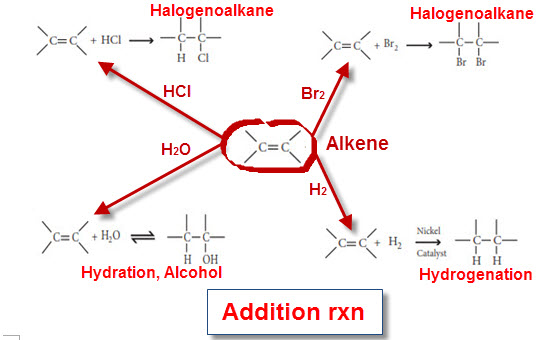 Halogenoalkane
C=C + HCl ⟶ -C-C-
H Cl
Halogenoalkane
C=C + Br₂ ⟶ -C-C-
Br Br
HCl
Br₂
H₂O
C=C
Alkene
H₂
C=C + H₂O ⇌ -C-C-
H OH
Hydration, Alcohol
C=C + H₂ Nickel ⟶ -C-C-
Catalyst H H
Hydrogenation
Addition rxn